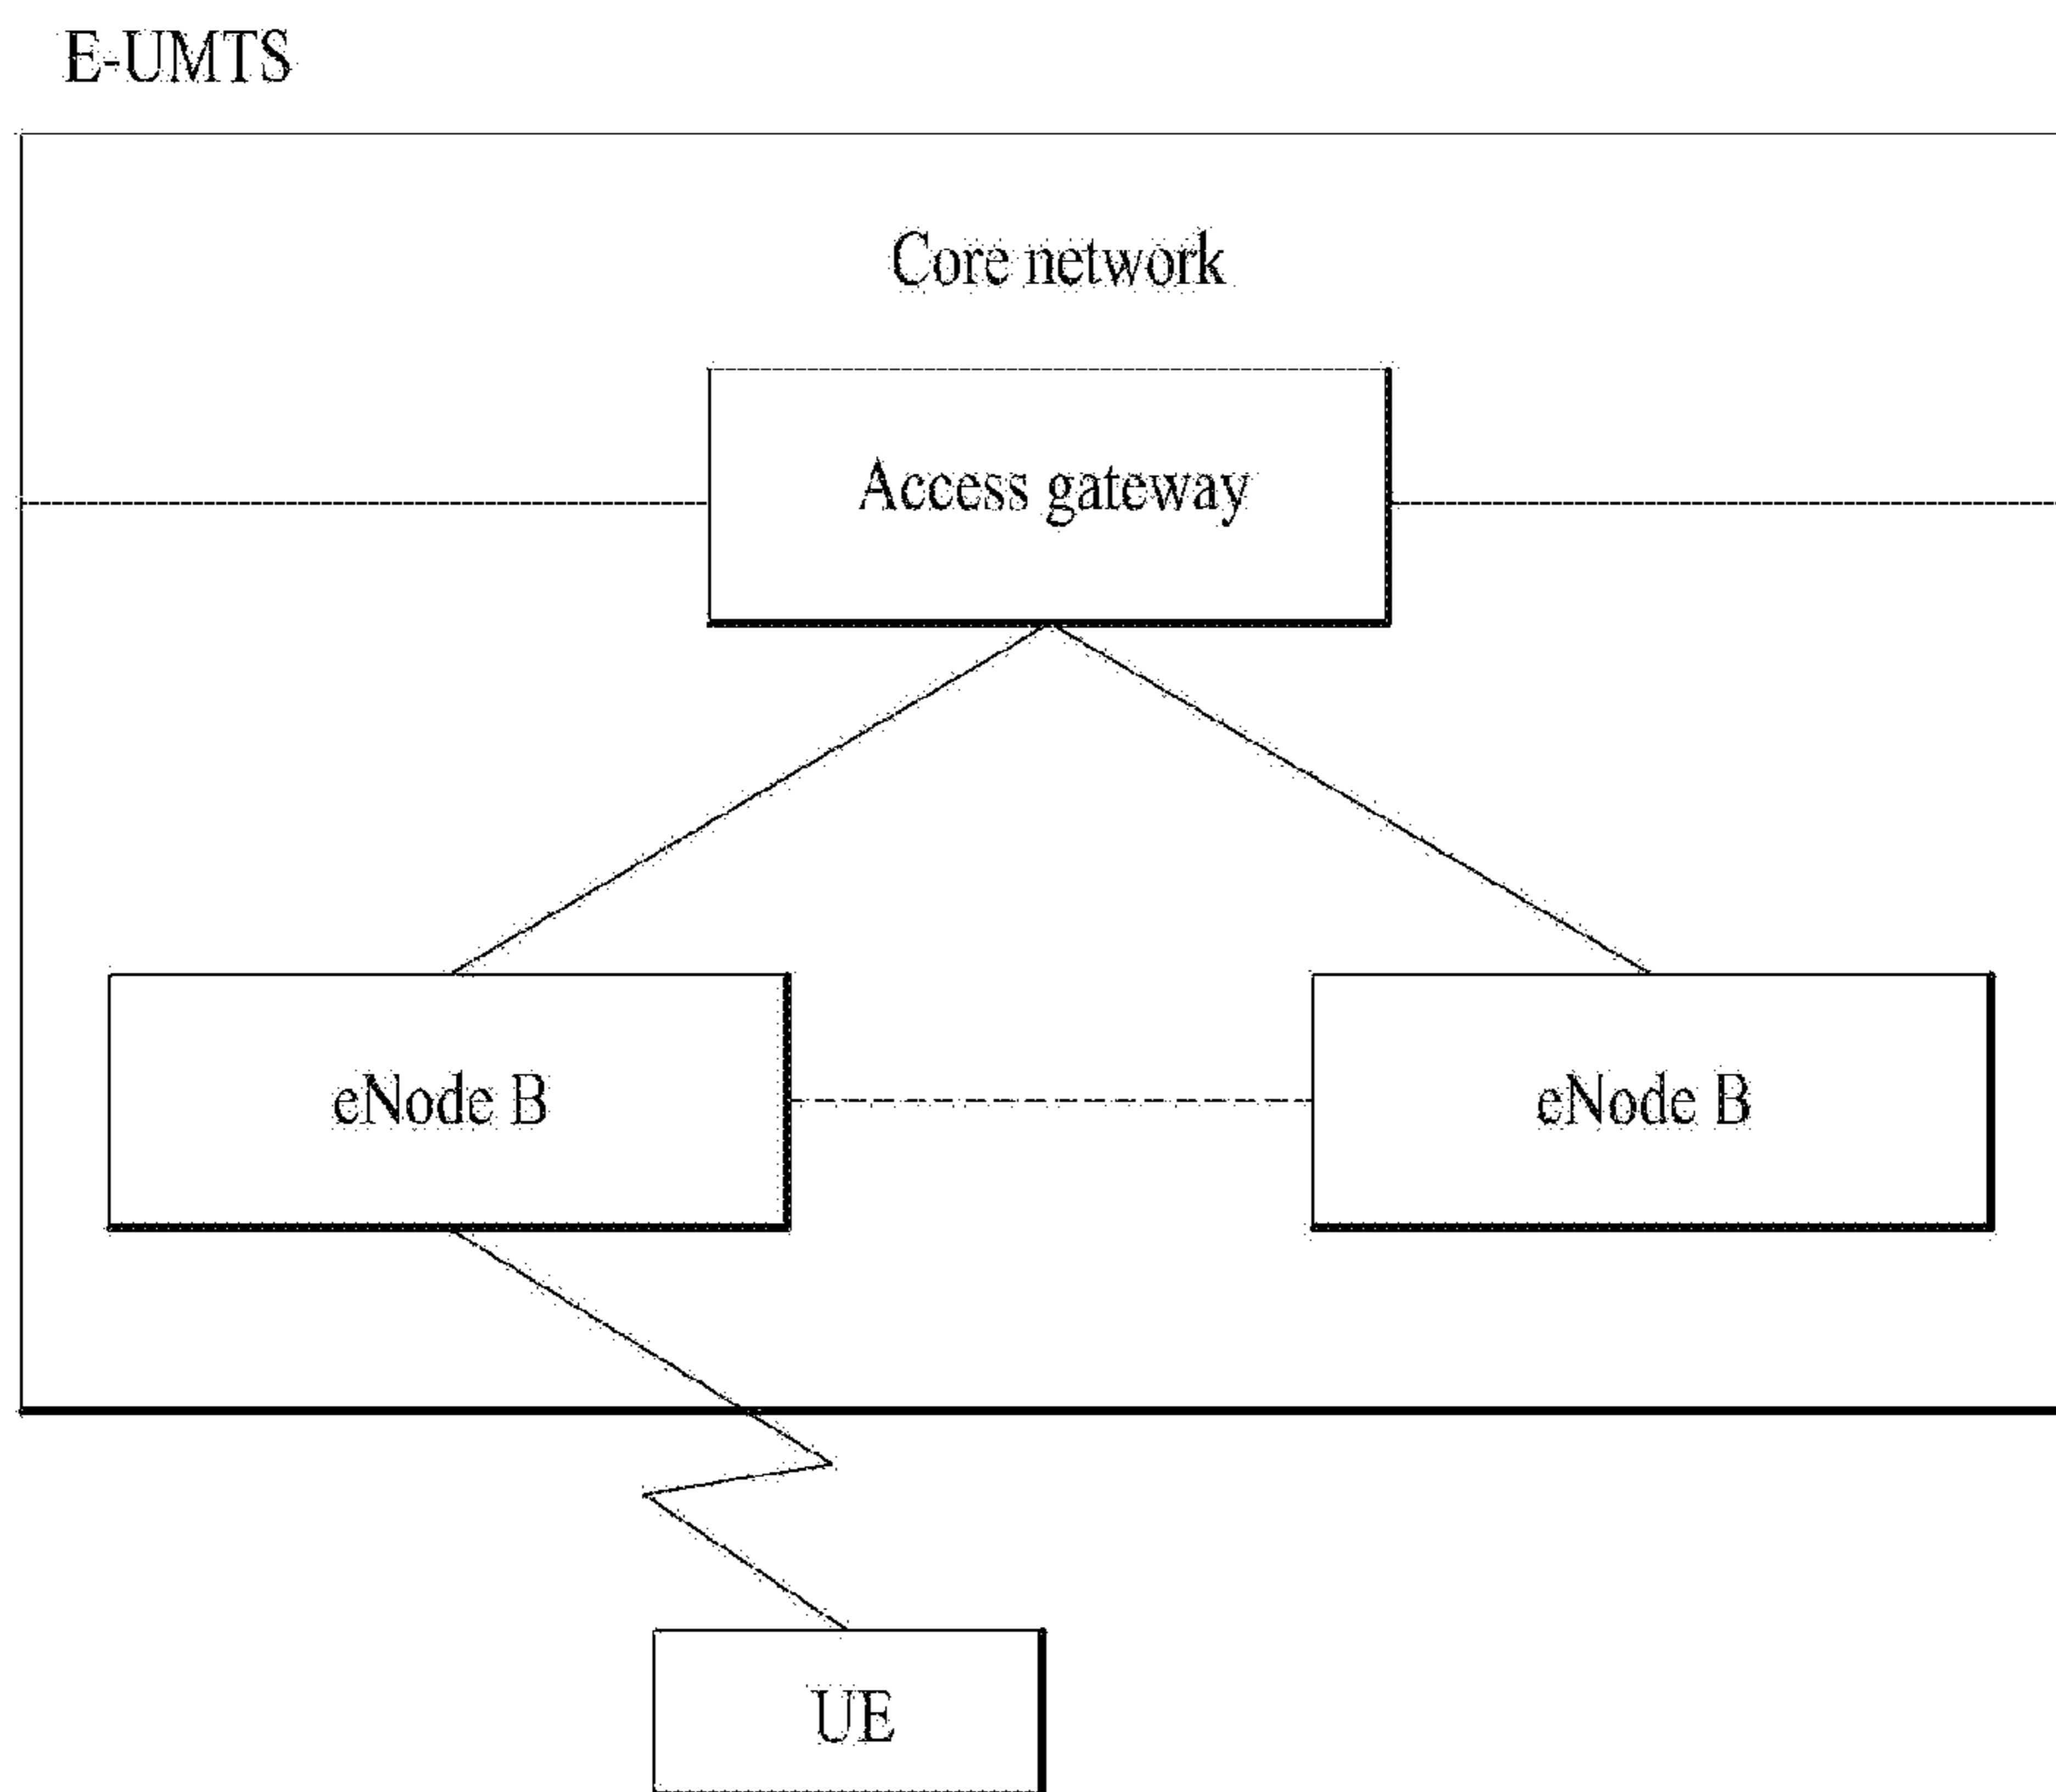 E-UMTS
Core network
Access gateway
eNode B
eNode B
UE